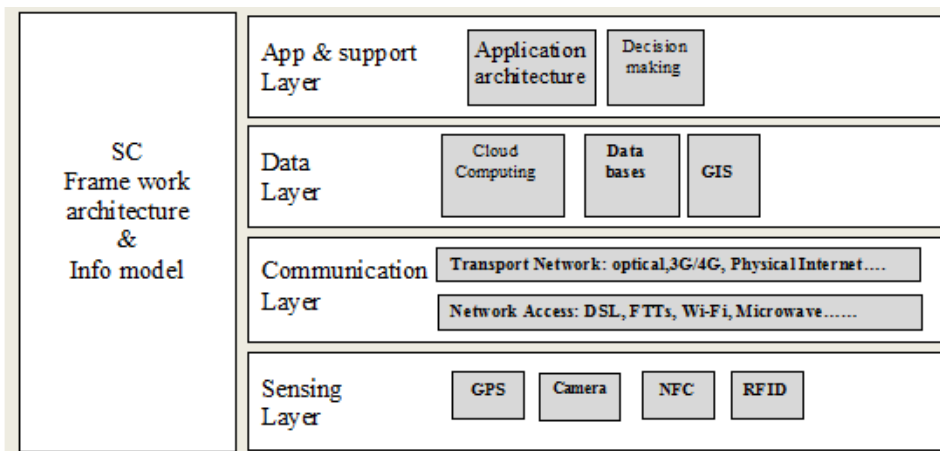 SC
Frame work
architecture
&
Info model
App & support
Layer
Application
architecture
Decision
making
Data
Layer
Cloud
Computing
Data
bases
GIS
Communication
Layer
Transport Network: optical,3G/4G, Physical Internet....
Network Access: DSL, FTTs, Wi-Fi, Microwave......
Sensing
Layer
GPS
Camera
NFC
RFID